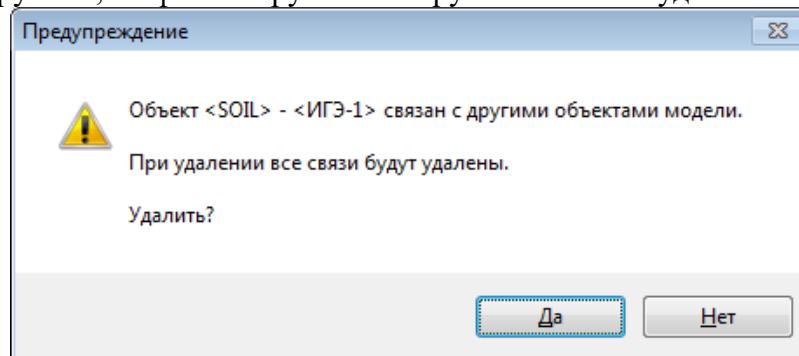 Предупреждение
Объект <SOIL> - <ИГЭ-1> связан с другими объектами модели.
При удалении все связи будут удалены.
Удалить?
Да
Нет